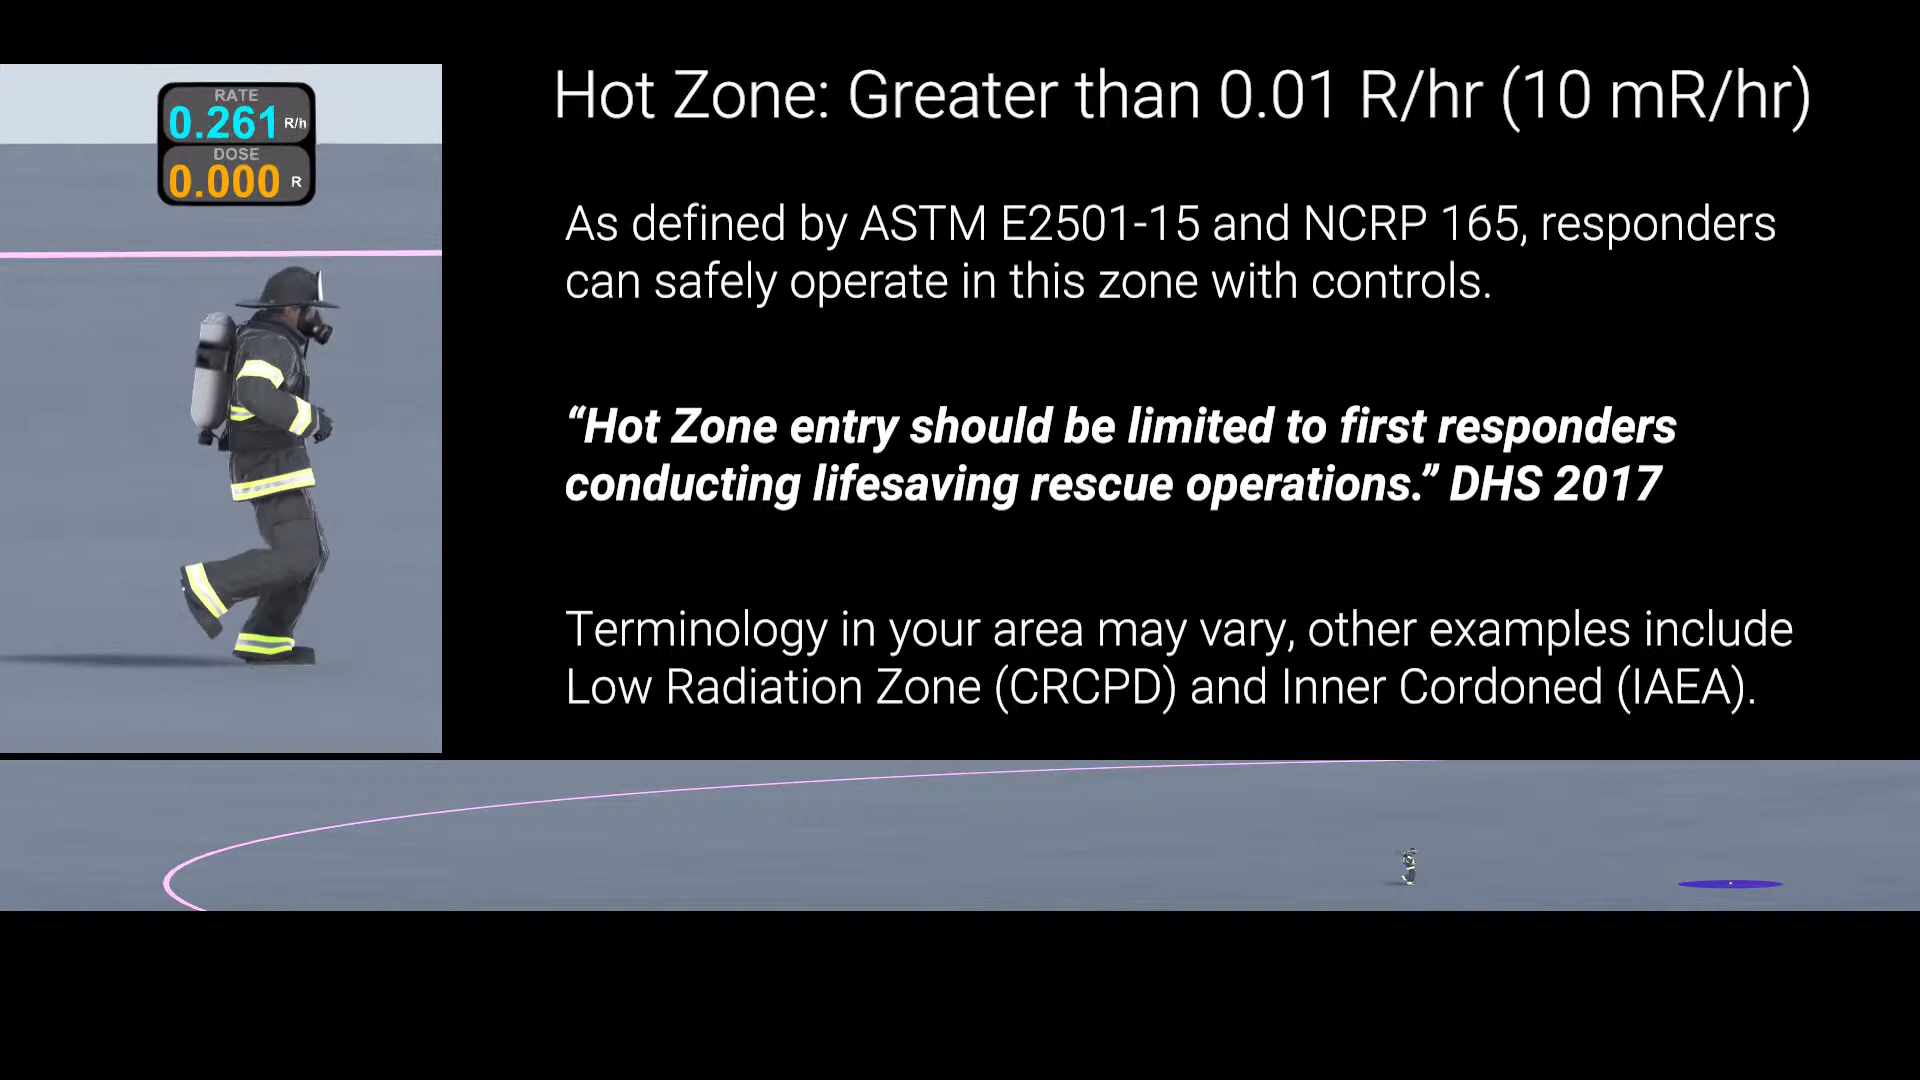 RATE
0.261 R/h
DOSE
0.000 R
Hot Zone: Greater than 0.01 R/hr (10 mR/hr)
As defined by ASTM E2501-15 and NCRP 165, responders
can safely operate in this zone with controls.
“Hot Zone entry should be limited to first responders
conducting lifesaving rescue operations.” DHS 2017
Terminology in your area may vary, other examples include
Low Radiation Zone (CRCPD) and Inner Cordoned (IAEA).